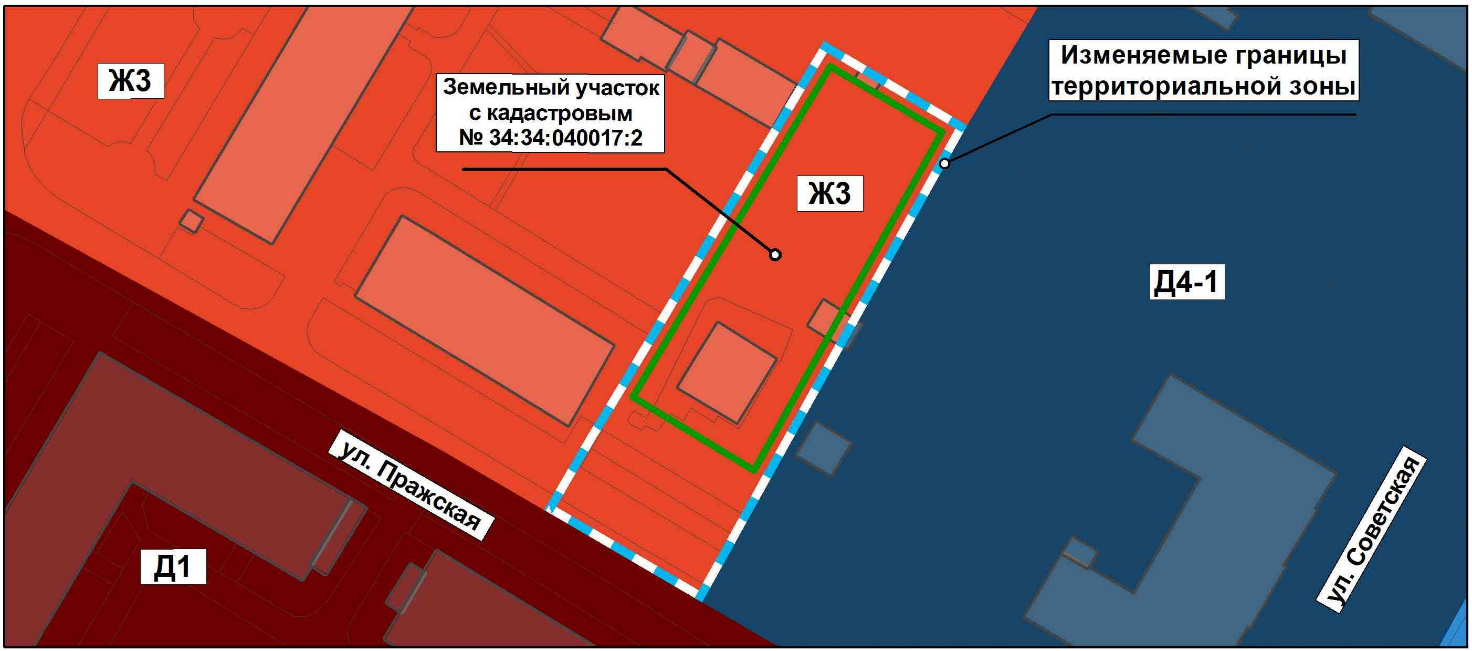 Ж3
Земельный участок
с кадастровым
№ 34:34:040017:2
Изменяемые границы
территориальной зоны
Ж3
Д4-1
ул. Пражская
Д1
ул. Советская